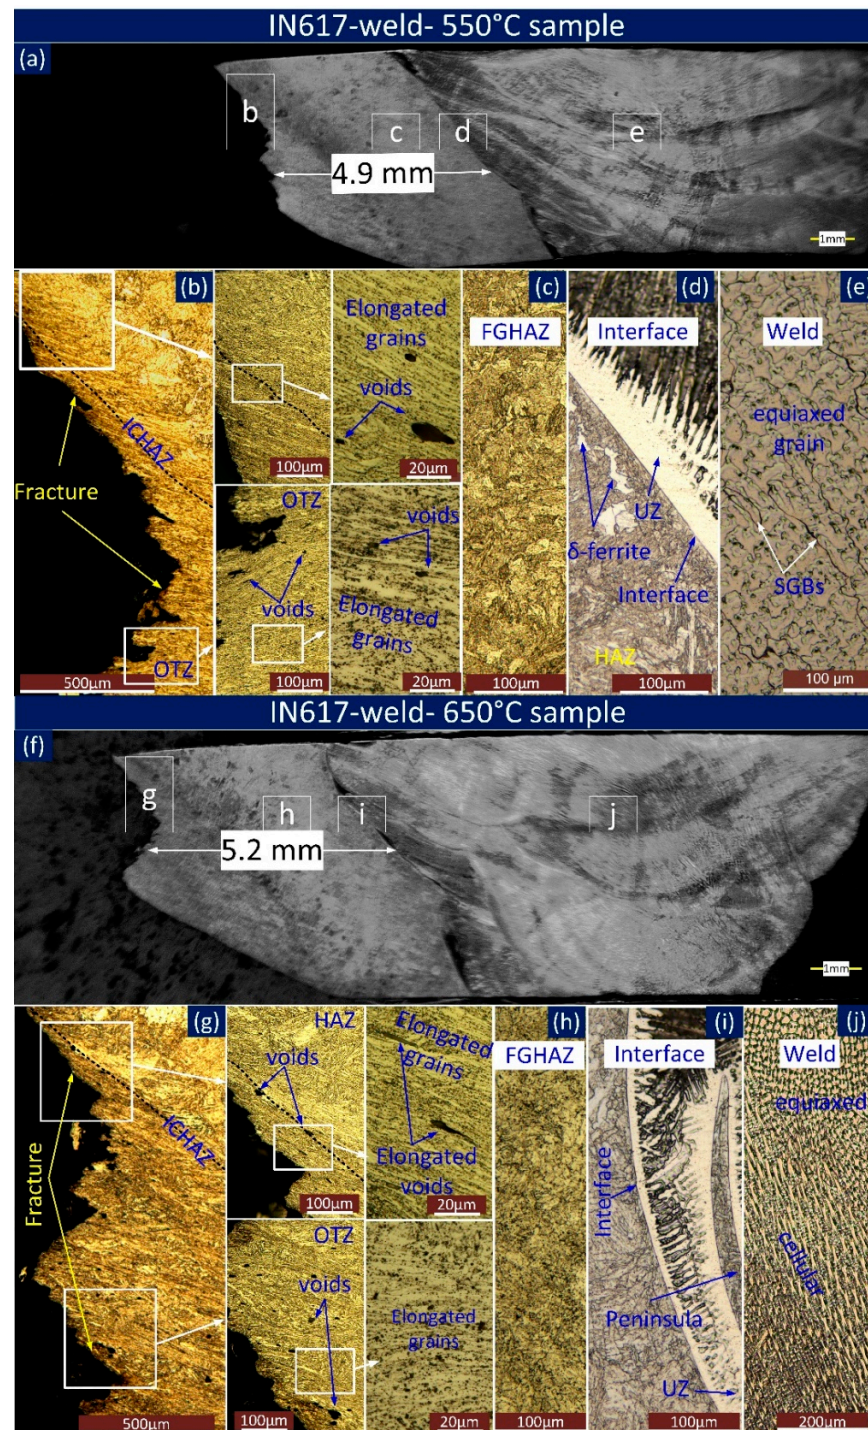 IN617-weld- 550°C sample
(a)
b
c
d
e
4.9 mm
1mm
(b)
ICHAZ
Fracture
OTZ
500µm
100µm
OTZ
voids
100µm
Elongated
grains
voids
20µm
voids
Elongated
grains
20µm
(c)
FGHAZ
100µm
(d)
Interface
UZ
δ-ferrite
Interface
HAZ
100µm
(e)
Weld
equiaxed
grain
SGBs
100 µm
IN617-weld- 650°C sample
(f)
g
h
i
j
5.2 mm
1mm
(g)
ICHAZ
Fracture
500µm
HAZ
voids
100µm
OTZ
voids
100µm
Elongated
grains
Elongated
voids
20µm
Elongated
grains
20µm
(h)
FGHAZ
100µm
(i)
Interface
Interface
Peninsula
UZ
100µm
(j)
Weld
equiaxed
cellular
200µm